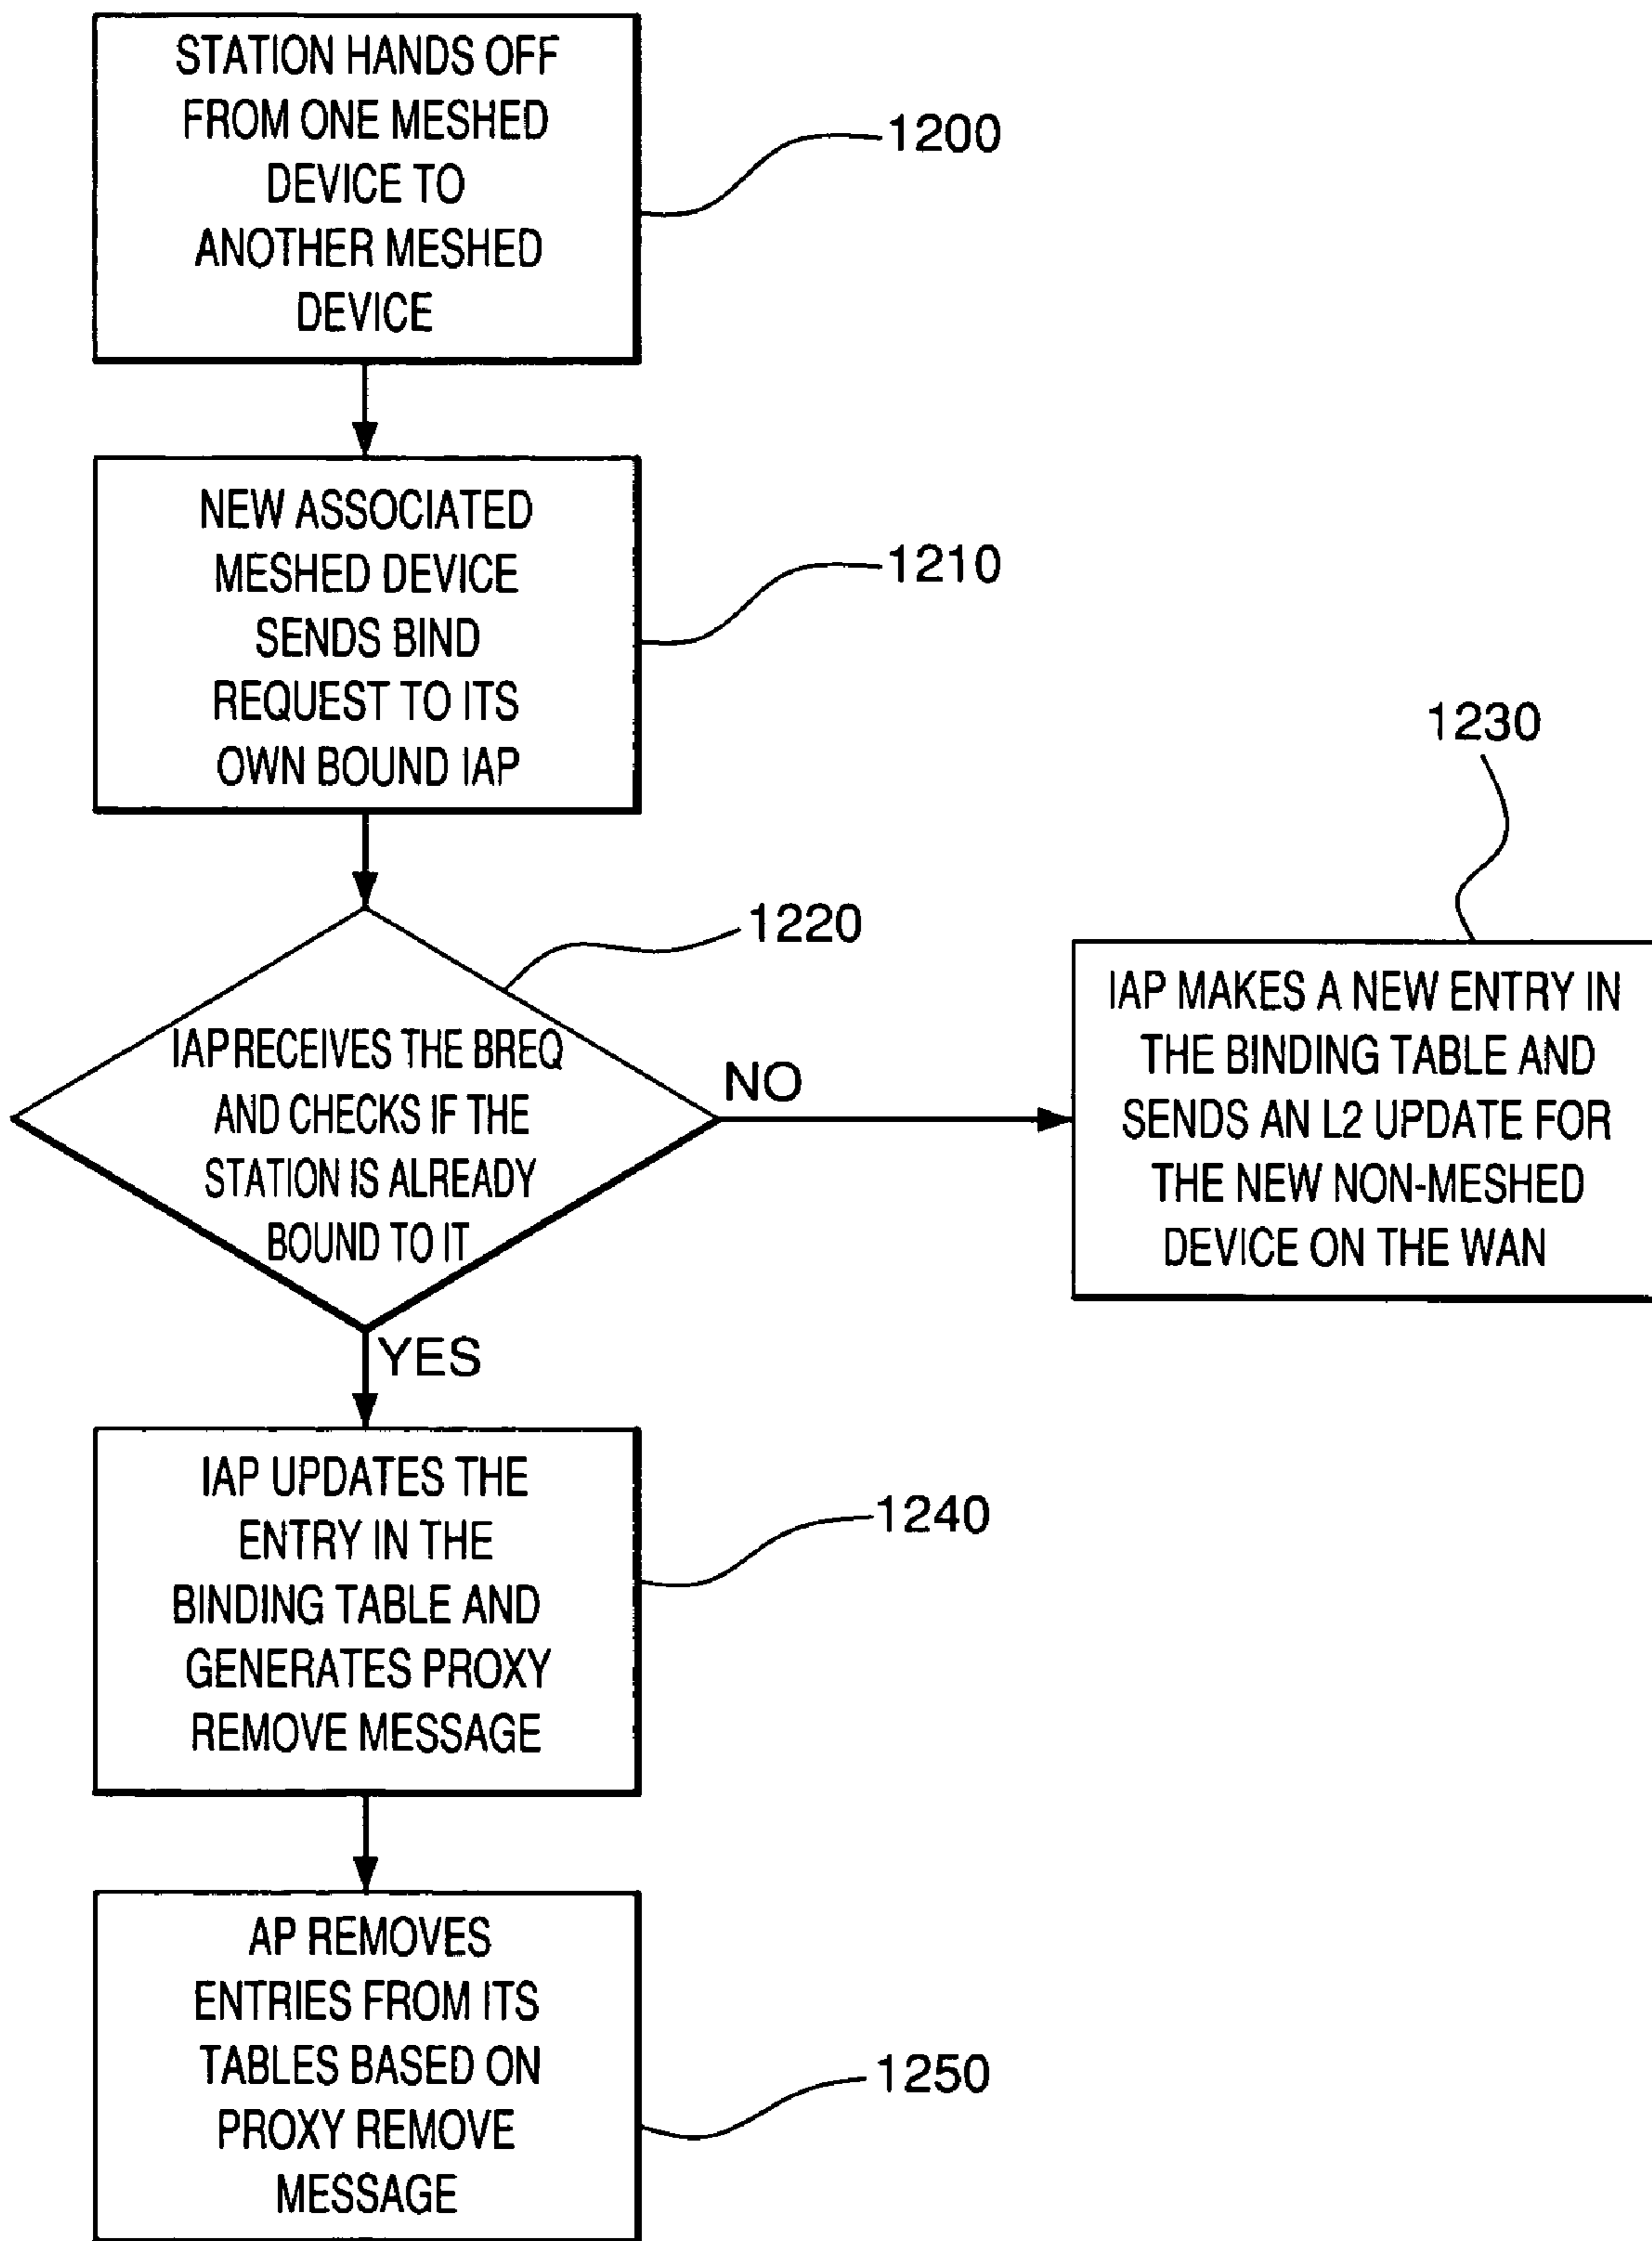 STATION HANDS OFF
FROM ONE MESHED
DEVICE TO
ANOTHER MESHED
DEVICE
1200
NEW ASSOCIATED
MESHED DEVICE
SENDS BIND
REQUEST TO ITS
OWN BOUND IAP
1210
1220
IAP RECEIVES THE BREQ
AND CHECKS IF THE
STATION IS ALREADY
BOUND TO IT
NO
1230
IAP MAKES A NEW ENTRY IN
THE BINDING TABLE AND
SENDS AN L2 UPDATE FOR
THE NEW NON-MESHED
DEVICE ON THE WAN
YES
IAP UPDATES THE
ENTRY IN THE
BINDING TABLE AND
GENERATES PROXY
REMOVE MESSAGE
1240
AP REMOVES
ENTRIES FROM ITS
TABLES BASED ON
PROXY REMOVE
MESSAGE
1250